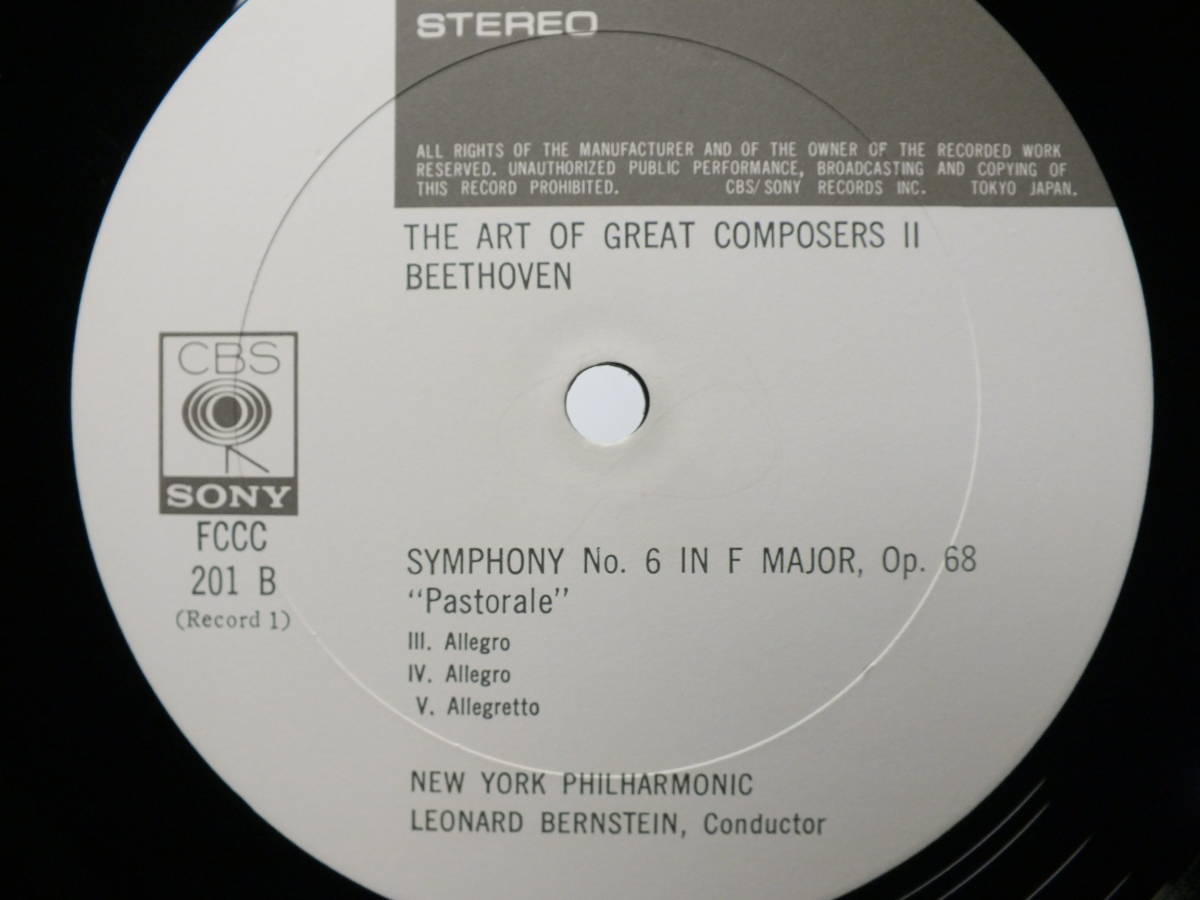 STEREO
ALL RIGHTS OF THE MANUFACTURER AND OF THE OWNER OF THE RECORDED WORK
RESERVED. UNAUTHORIZED PUBLIC PERFORMANCE, BROADCASTING AND COPYING OF
THIS RECORD PROHIBITED. CBS/SONY RECORDS INC. TOKYO JAPAN.
THE ART OF GREAT COMPOSERS II
BEETHOVEN
CBS
SONY
FCCC
201 B
(Record 1)
SYMPHONY No. 6 IN F MAJOR, Op. 68
“Pastorale”
III. Allegro
IV. Allegro
V. Allegretto
NEW YORK PHILHARMONIC
LEONARD BERNSTEIN, Conductor